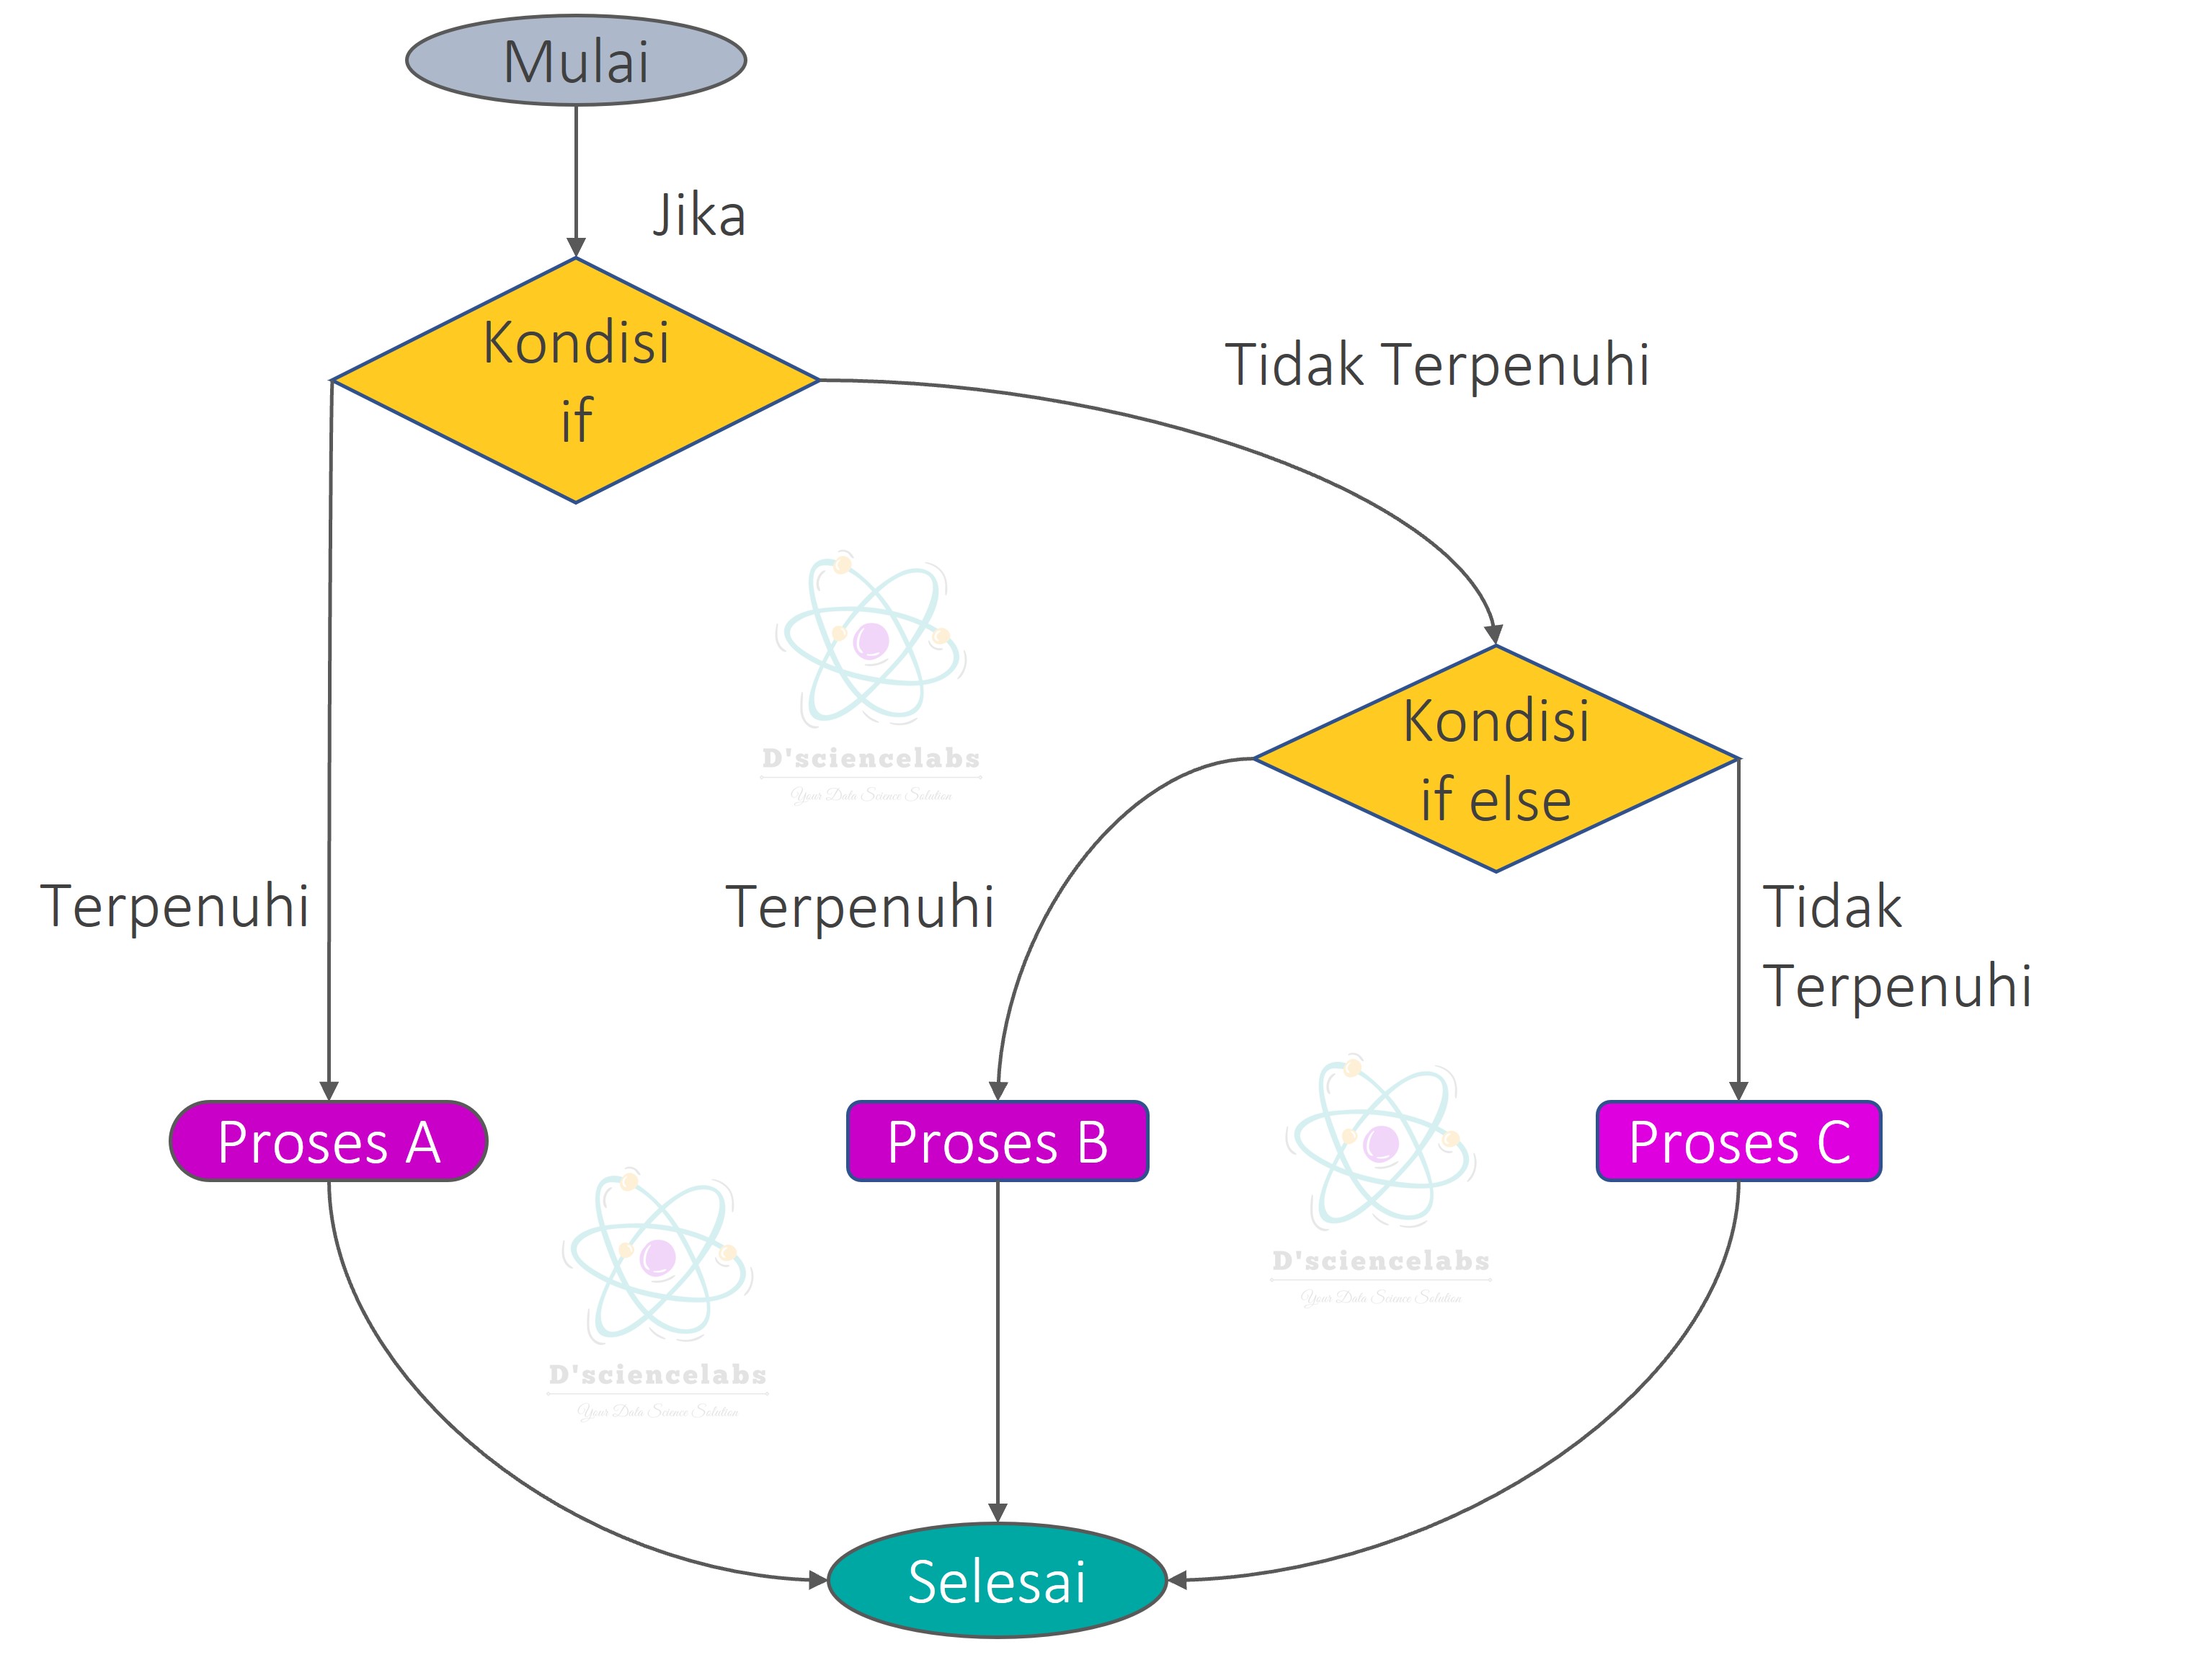 Mulai
Jika
Kondisi
if
Tidak Terpenuhi
D'sciencelabs
Your Data Science Solution
Kondisi
if else
Terpenuhi
Terpenuhi
Tidak
Terpenuhi
Proses A
Proses B
Proses C
D'sciencelabs
Your Data Science Solution
D'sciencelabs
Your Data Science Solution
Selesai